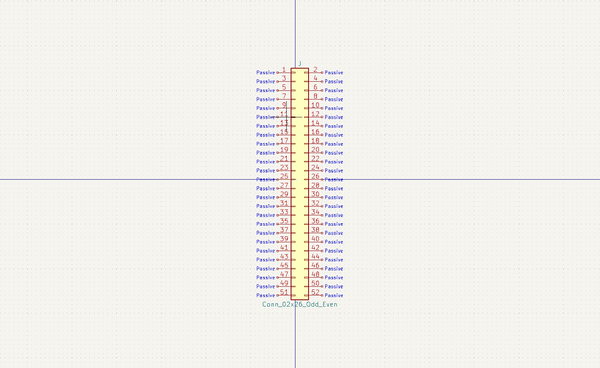 J
Passive 1 2 Passive
Passive 3 4 Passive
Passive 5 6 Passive
Passive 7 8 Passive
Passive 9 10 Passive
Passive 11 12 Passive
Passive 13 14 Passive
Passive 15 16 Passive
Passive 17 18 Passive
Passive 19 20 Passive
Passive 21 22 Passive
Passive 23 24 Passive
Passive 25 26 Passive
Passive 27 28 Passive
Passive 29 30 Passive
Passive 31 32 Passive
Passive 33 34 Passive
Passive 35 36 Passive
Passive 37 38 Passive
Passive 39 40 Passive
Passive 41 42 Passive
Passive 43 44 Passive
Passive 45 46 Passive
Passive 47 48 Passive
Passive 49 50 Passive
Passive 51 52 Passive
Conn_02x26_Odd_Even